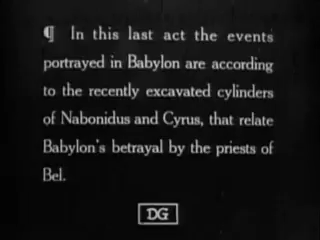 ¶ In this last act the events
portrayed in Babylon are according
to the recently excavated cylinders
of Nabonidus and Cyrus, that relate
Babylon's betrayal by the priests of
Bel.
DG